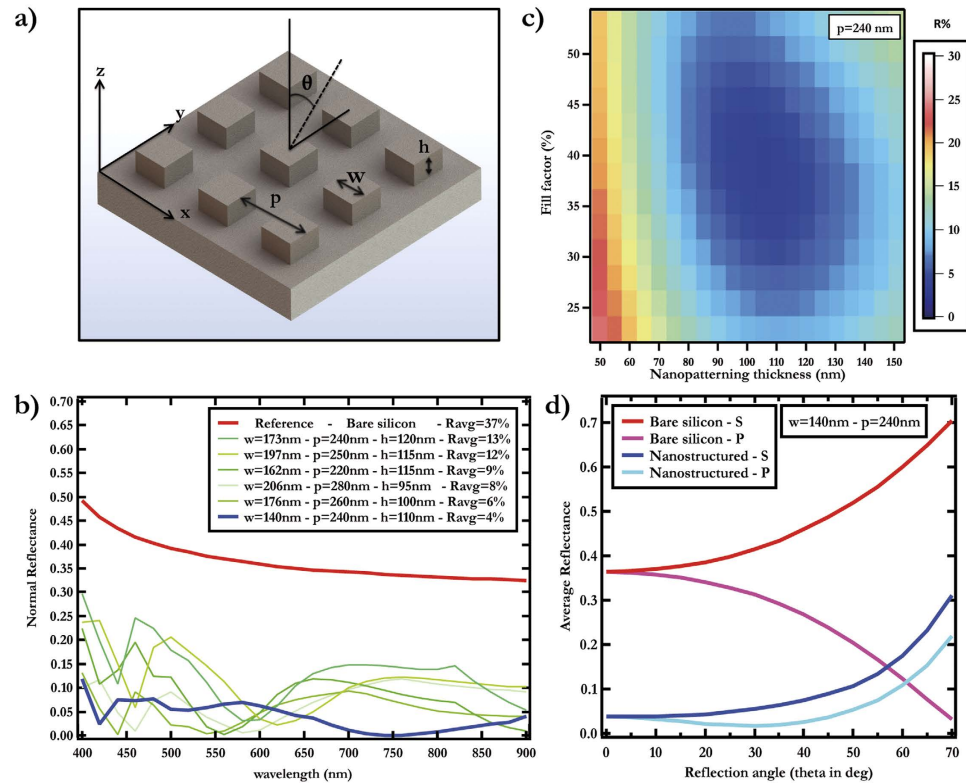 a)
z
y
x
θ
h
w
p
c)
p=240 nm
R%
Fill factor (%)
50
45
40
35
30
25
50 60 70 80 90 100 110 120 130 140 150
Nanopatterning thickness (nm)
30
25
20
15
10
5
0
b)
Normal Reflectance
0.70
0.65
0.60
0.55
0.50
0.45
0.40
0.35
0.30
0.25
0.20
0.15
0.10
0.05
0.00
Reference - Bare silicon - Ravg=37%
w=173nm - p=240nm - h=120nm - Ravg=13%
w=197nm - p=250nm - h=115nm - Ravg=12%
w=162nm - p=220nm - h=115nm - Ravg=9%
w=206nm - p=280nm - h=95nm - Ravg=8%
w=176nm - p=260nm - h=100nm - Ravg=6%
w=140nm - p=240nm - h=110nm - Ravg=4%
400 450 500 550 600 650 700 750 800 850 900
wavelength (nm)
d)
Average Reflectance
0.7
0.6
0.5
0.4
0.3
0.2
0.1
0.0
Bare silicon - S
Bare silicon - P
Nanostructured - S
Nanostructured - P
w=140nm - p=240nm
0 10 20 30 40 50 60 70
Reflection angle (theta in deg)